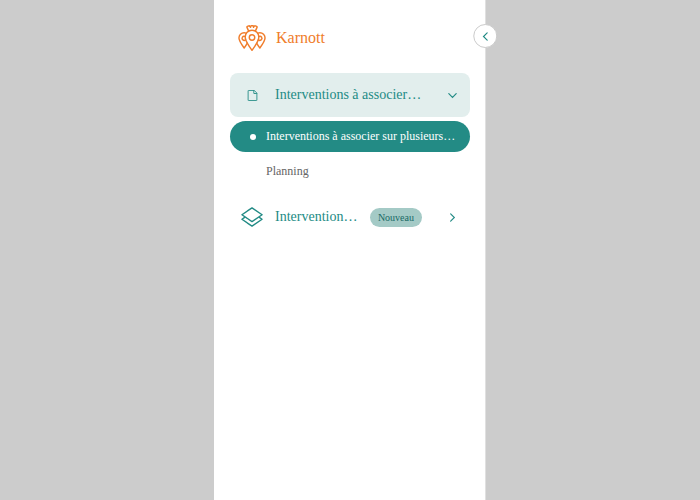 Karnott
Interventions à associer…
Interventions à associer sur plusieurs…
Planning
Intervention… Nouveau